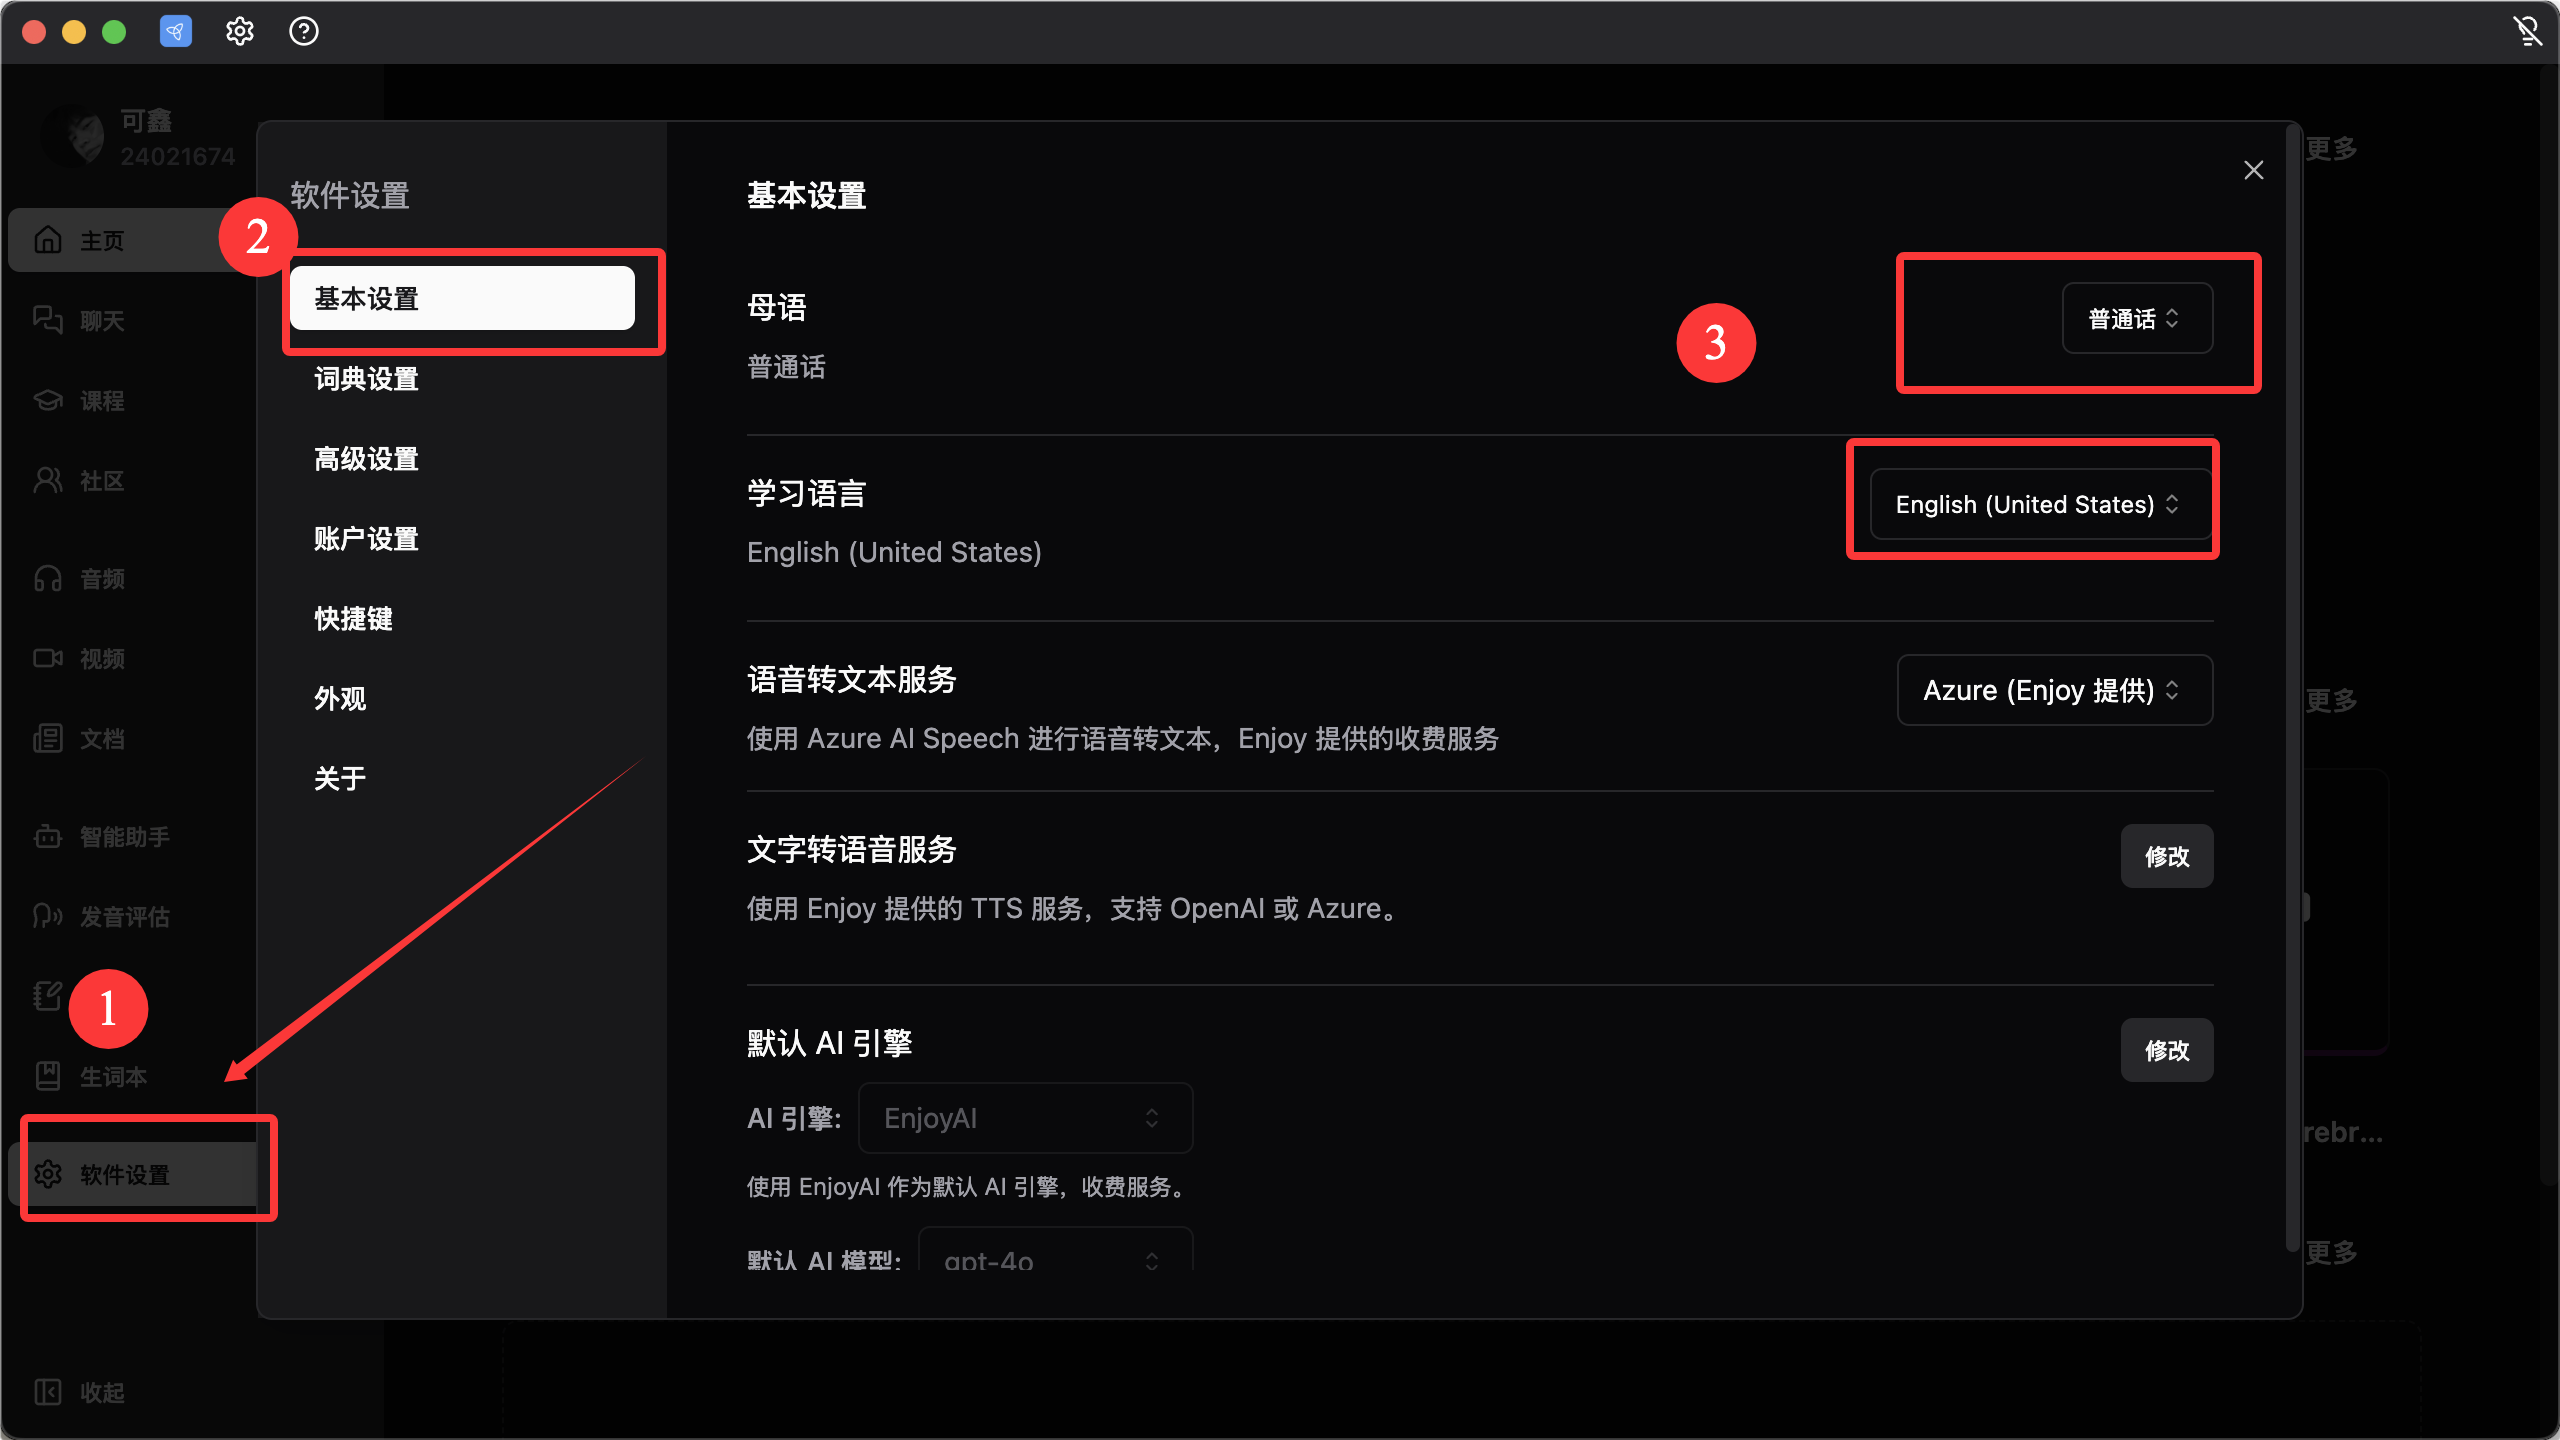 可鑫
24021674
主页
聊天
课程
社区
音频
视频
文档
智能助手
发音评估
1
生词本
软件设置
收起
2
软件设置
基本设置
词典设置
高级设置
账户设置
快捷键
外观
关于
基本设置
母语
普通话
3
普通话
学习语言
English (United States)
English (United States)
语音转文本服务
使用 Azure AI Speech 进行语音转文本，Enjoy 提供的收费服务
Azure (Enjoy 提供)
文字转语音服务
使用 Enjoy 提供的 TTS 服务，支持 OpenAI 或 Azure。
修改
默认 AI 引擎
修改
AI 引擎:
EnjoyAI
使用 EnjoyAI 作为默认 AI 引擎，收费服务。
默认 AI 模型:
gpt-4o
更多
更多
rebr...
更多